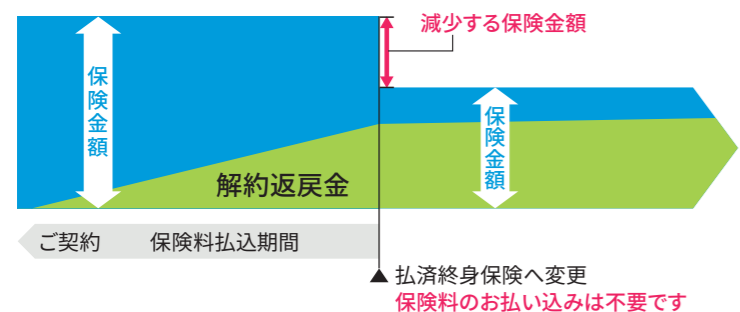 減少する保険金額
保険金額
保険金額
解約返戻金
ご契約
保険料払込期間
払済終身保険へ変更
保険料のお払い込みは不要です